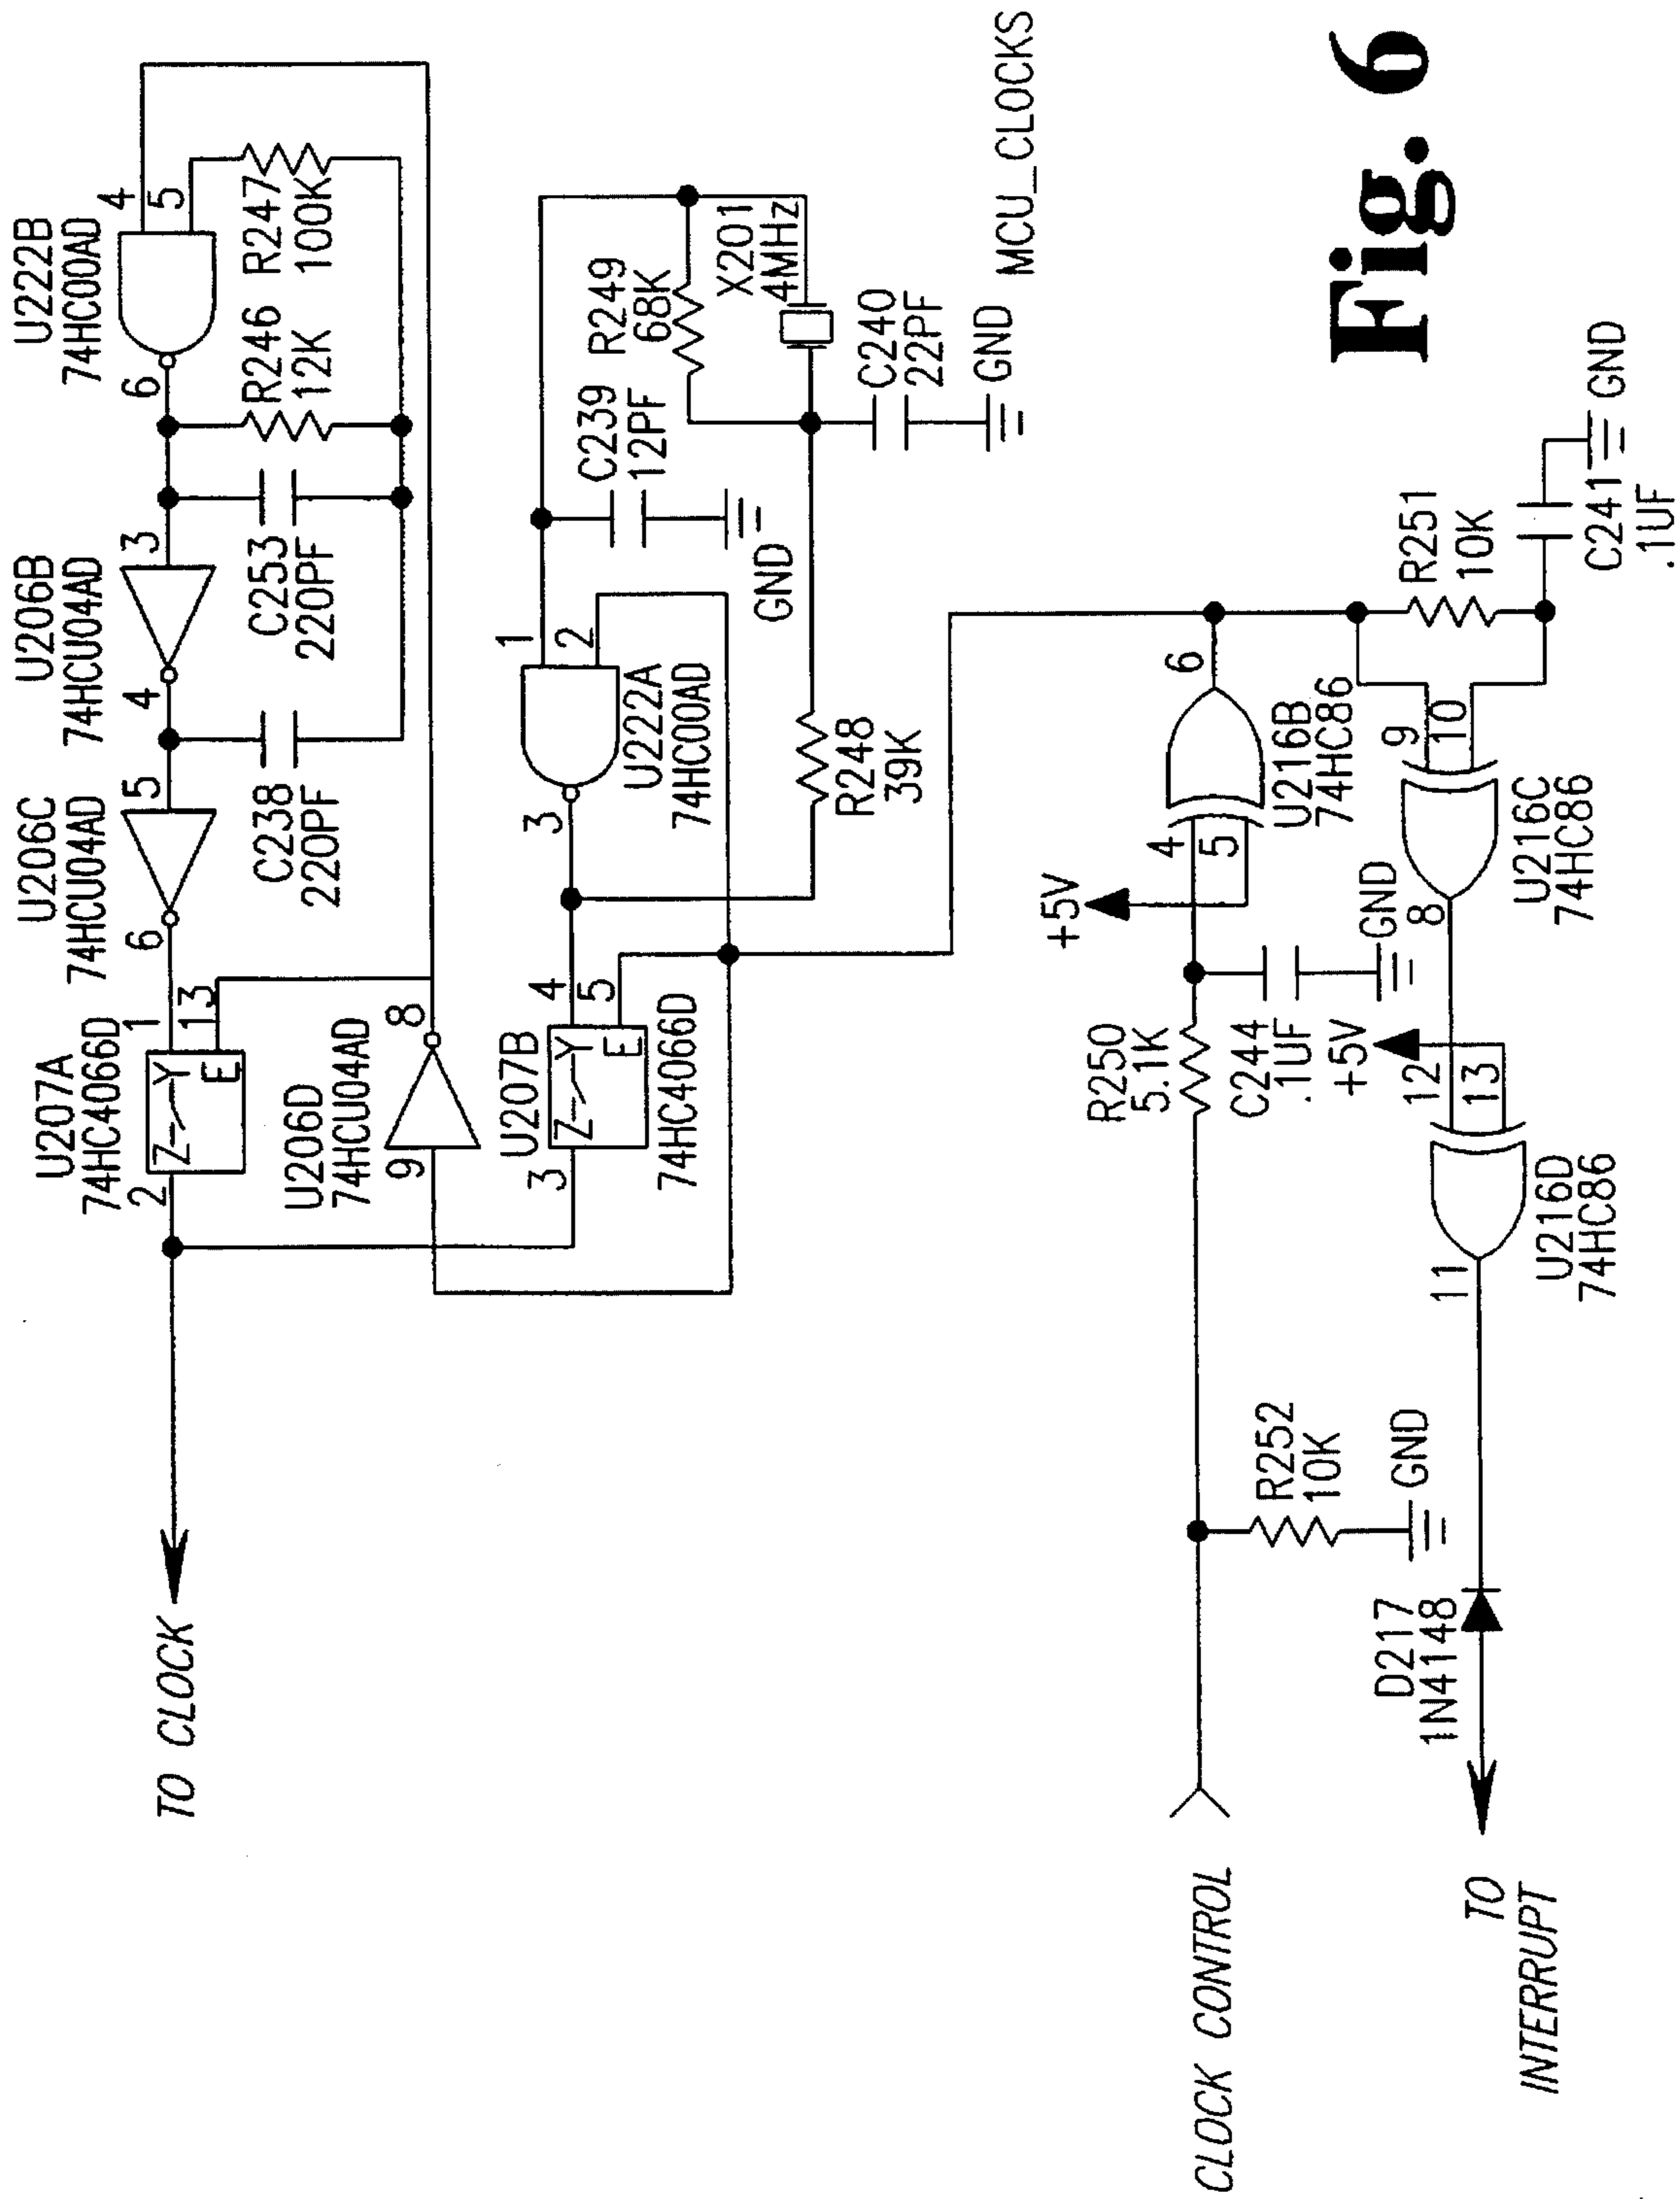 U222B
74HC00AD
4
5
6
R247
100K
R246
12K
U206B
74HCU04AD
3
4
C253
220PF
U206C
74HCU04AD
5
6
C238
220PF
U207A
74HC4066D
1
13
2
Z
Y
E
U206D
74HCU04AD
8
9
U207B
74HC4066D
4
5
3
Z
Y
E
U222A
74HC00AD
1
2
3
C239
12PF
GND
R249
68K
X201
4MHz
C240
22PF
GND
R248
39K
MCU_CLOCKS
TO CLOCK
+5V
4
5
6
U216B
74HC86
R250
5.1K
C244
.1UF
GND
R251
10K
C241
.1UF
GND
9
10
8
U216C
74HC86
+5V
12
13
11
U216D
74HC86
R252
10K
GND
D217
1N4148
CLOCK CONTROL
TO
INTERRUPT
Fig. 6